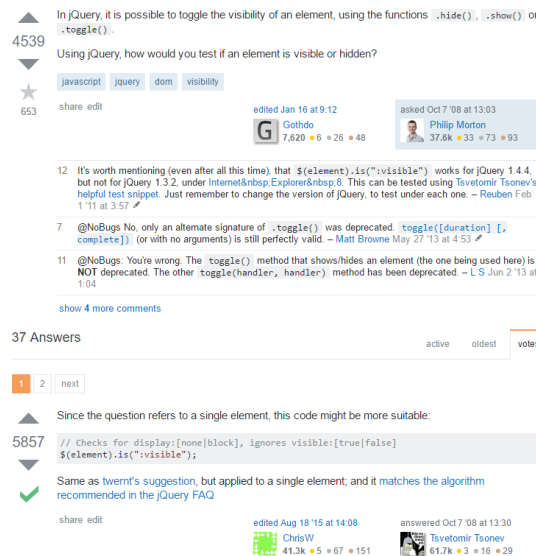 In jQuery, it is possible to toggle the visibility of an element, using the functions .hide() , .show() or
.toggle() .
4539
Using jQuery, how would you test if an element is visible or hidden?
javascript jquery dom visibility
653
share edit
edited Jan 16 at 9:12
asked Oct 7 '08 at 13:03
Gothdo
7,620 6 26 48
Philip Morton
37.6k 33 73 93
12 It's worth mentioning (even after all this time), that $(element).is(":visible") works for jQuery 1.4.4,
but not for jQuery 1.3.2, under Internet&nbsp;Explorer&nbsp;8. This can be tested using Tsvetomir Tsonev's
helpful test snippet. Just remember to change the version of jQuery, to test under each one. – Reuben Feb
1 '11 at 3:57
7 @NoBugs No, only an alternate signature of .toggle() was deprecated. toggle([duration] [,
complete]) (or with no arguments) is still perfectly valid. – Matt Browne May 27 '13 at 4:53
11 @NoBugs: You're wrong. The toggle() method that shows/hides an element (the one being used here) is
NOT deprecated. The other toggle(handler, handler) method has been deprecated. – L S Jun 2 '13 at
1:04
show 4 more comments
37 Answers
active oldest votes
1 2 next
Since the question refers to a single element, this code might be more suitable:
5857
// Checks for display:[none|block], ignores visible:[true|false]
$(element).is(":visible");
Same as twernt's suggestion, but applied to a single element; and it matches the algorithm
recommended in the jQuery FAQ
share edit
edited Aug 18 '15 at 14:08
answered Oct 7 '08 at 13:30
ChrisW
41.3k 5 67 151
Tsvetomir Tsonev
61.7k 3 16 29